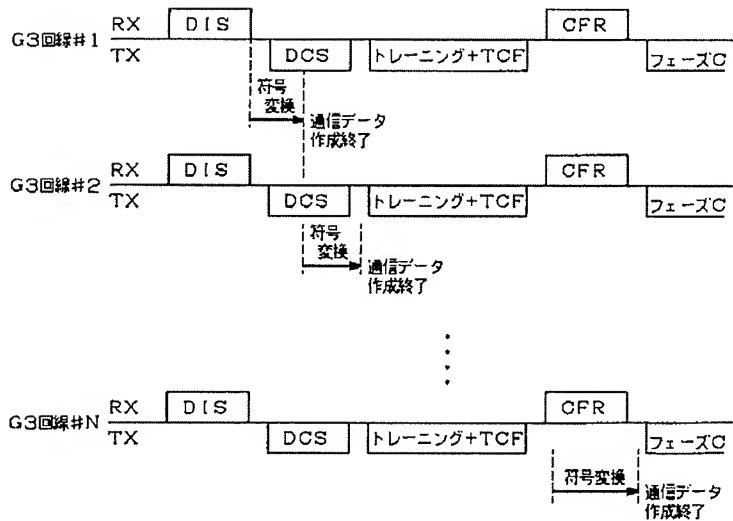 G3回線#1
RX
TX
DIS
DCS
トレーニング+TCF
CFR
フェーズC
符号
変換
通信データ
作成終了
G3回線#2
RX
TX
DIS
DCS
トレーニング+TCF
CFR
フェーズC
符号
変換
通信データ
作成終了
G3回線#N
RX
TX
DIS
DCS
トレーニング+TCF
CFR
フェーズC
符号変換
通信データ
作成終了